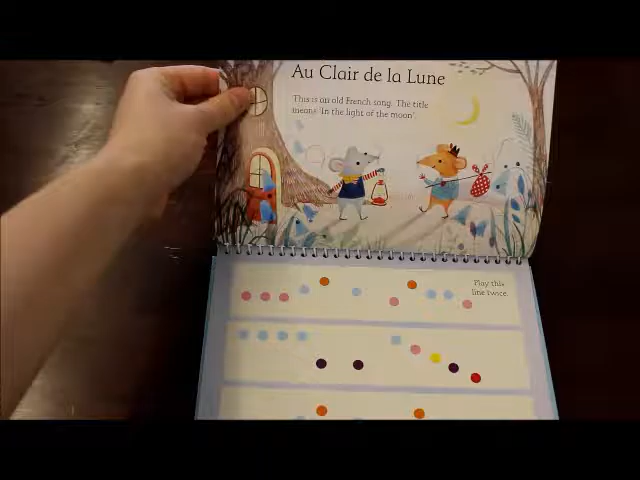 Au Clair de la Lune
This is an old French song. The title
means 'In the light of the moon'.
Play this
line twice.